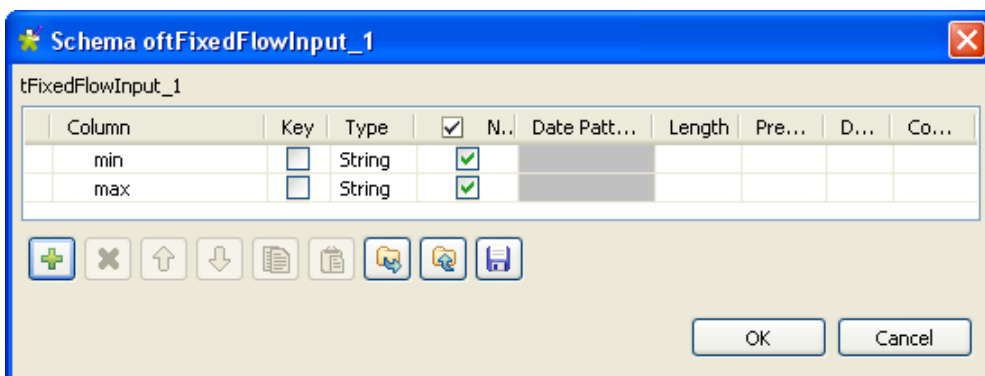 Schema oftFixedFlowInput_1
tFixedFlowInput_1
Column Key Type N.. Date Patt... Length Pre... D... Co...
min String
max String
OK Cancel